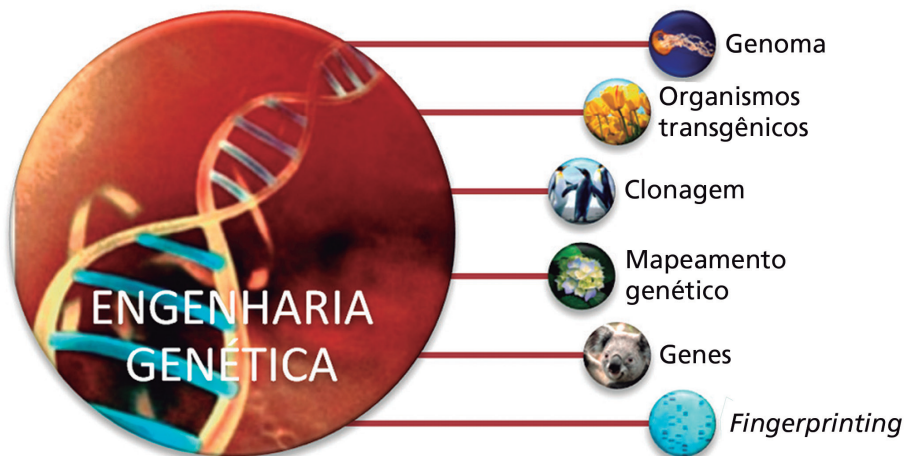 ENGENHARIA
GENÉTICA
Genoma
Organismos
transgênicos
Clonagem
Mapeamento
genético
Genes
Fingerprinting